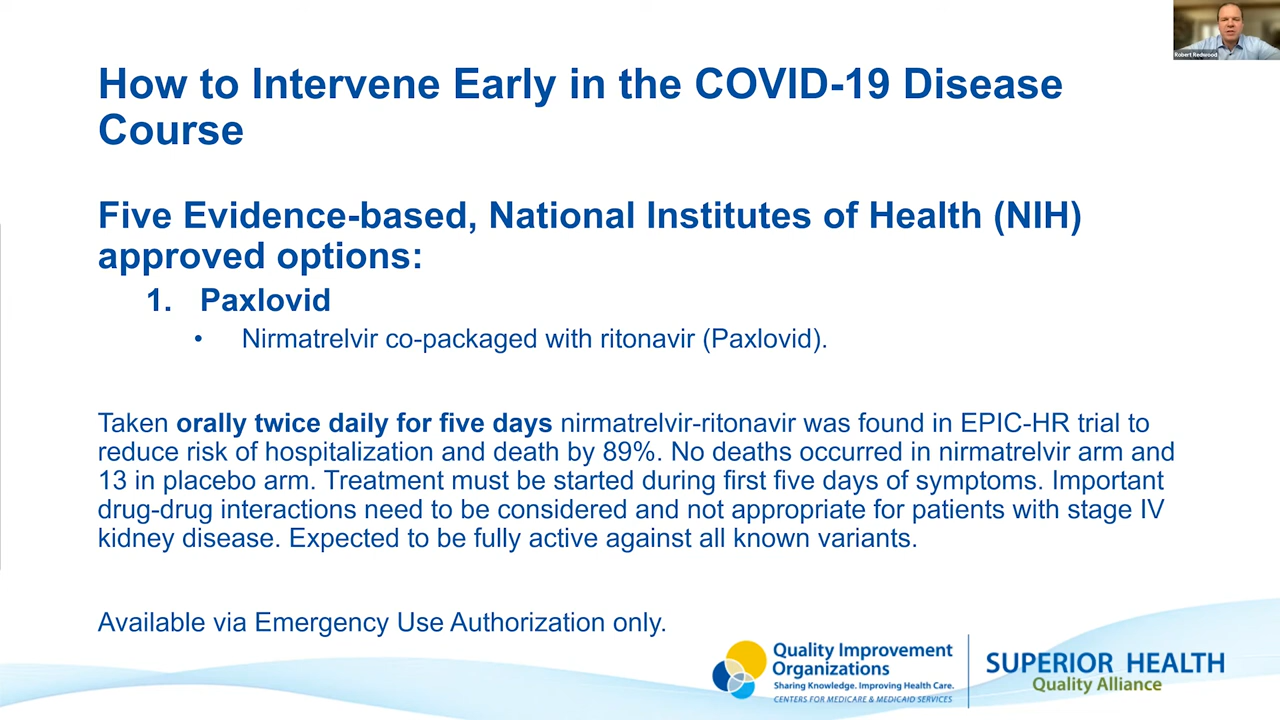 Robert Redwood
How to Intervene Early in the COVID-19 Disease
Course
Five Evidence-based, National Institutes of Health (NIH)
approved options:
1. Paxlovid
• Nirmatrelvir co-packaged with ritonavir (Paxlovid).
Taken orally twice daily for five days nirmatrelvir-ritonavir was found in EPIC-HR trial to
reduce risk of hospitalization and death by 89%. No deaths occurred in nirmatrelvir arm and
13 in placebo arm. Treatment must be started during first five days of symptoms. Important
drug-drug interactions need to be considered and not appropriate for patients with stage IV
kidney disease. Expected to be fully active against all known variants.
Available via Emergency Use Authorization only.
Quality Improvement
Organizations
Sharing Knowledge. Improving Health Care.
CENTERS FOR MEDICARE & MEDICAID SERVICES
SUPERIOR HEALTH
Quality Alliance